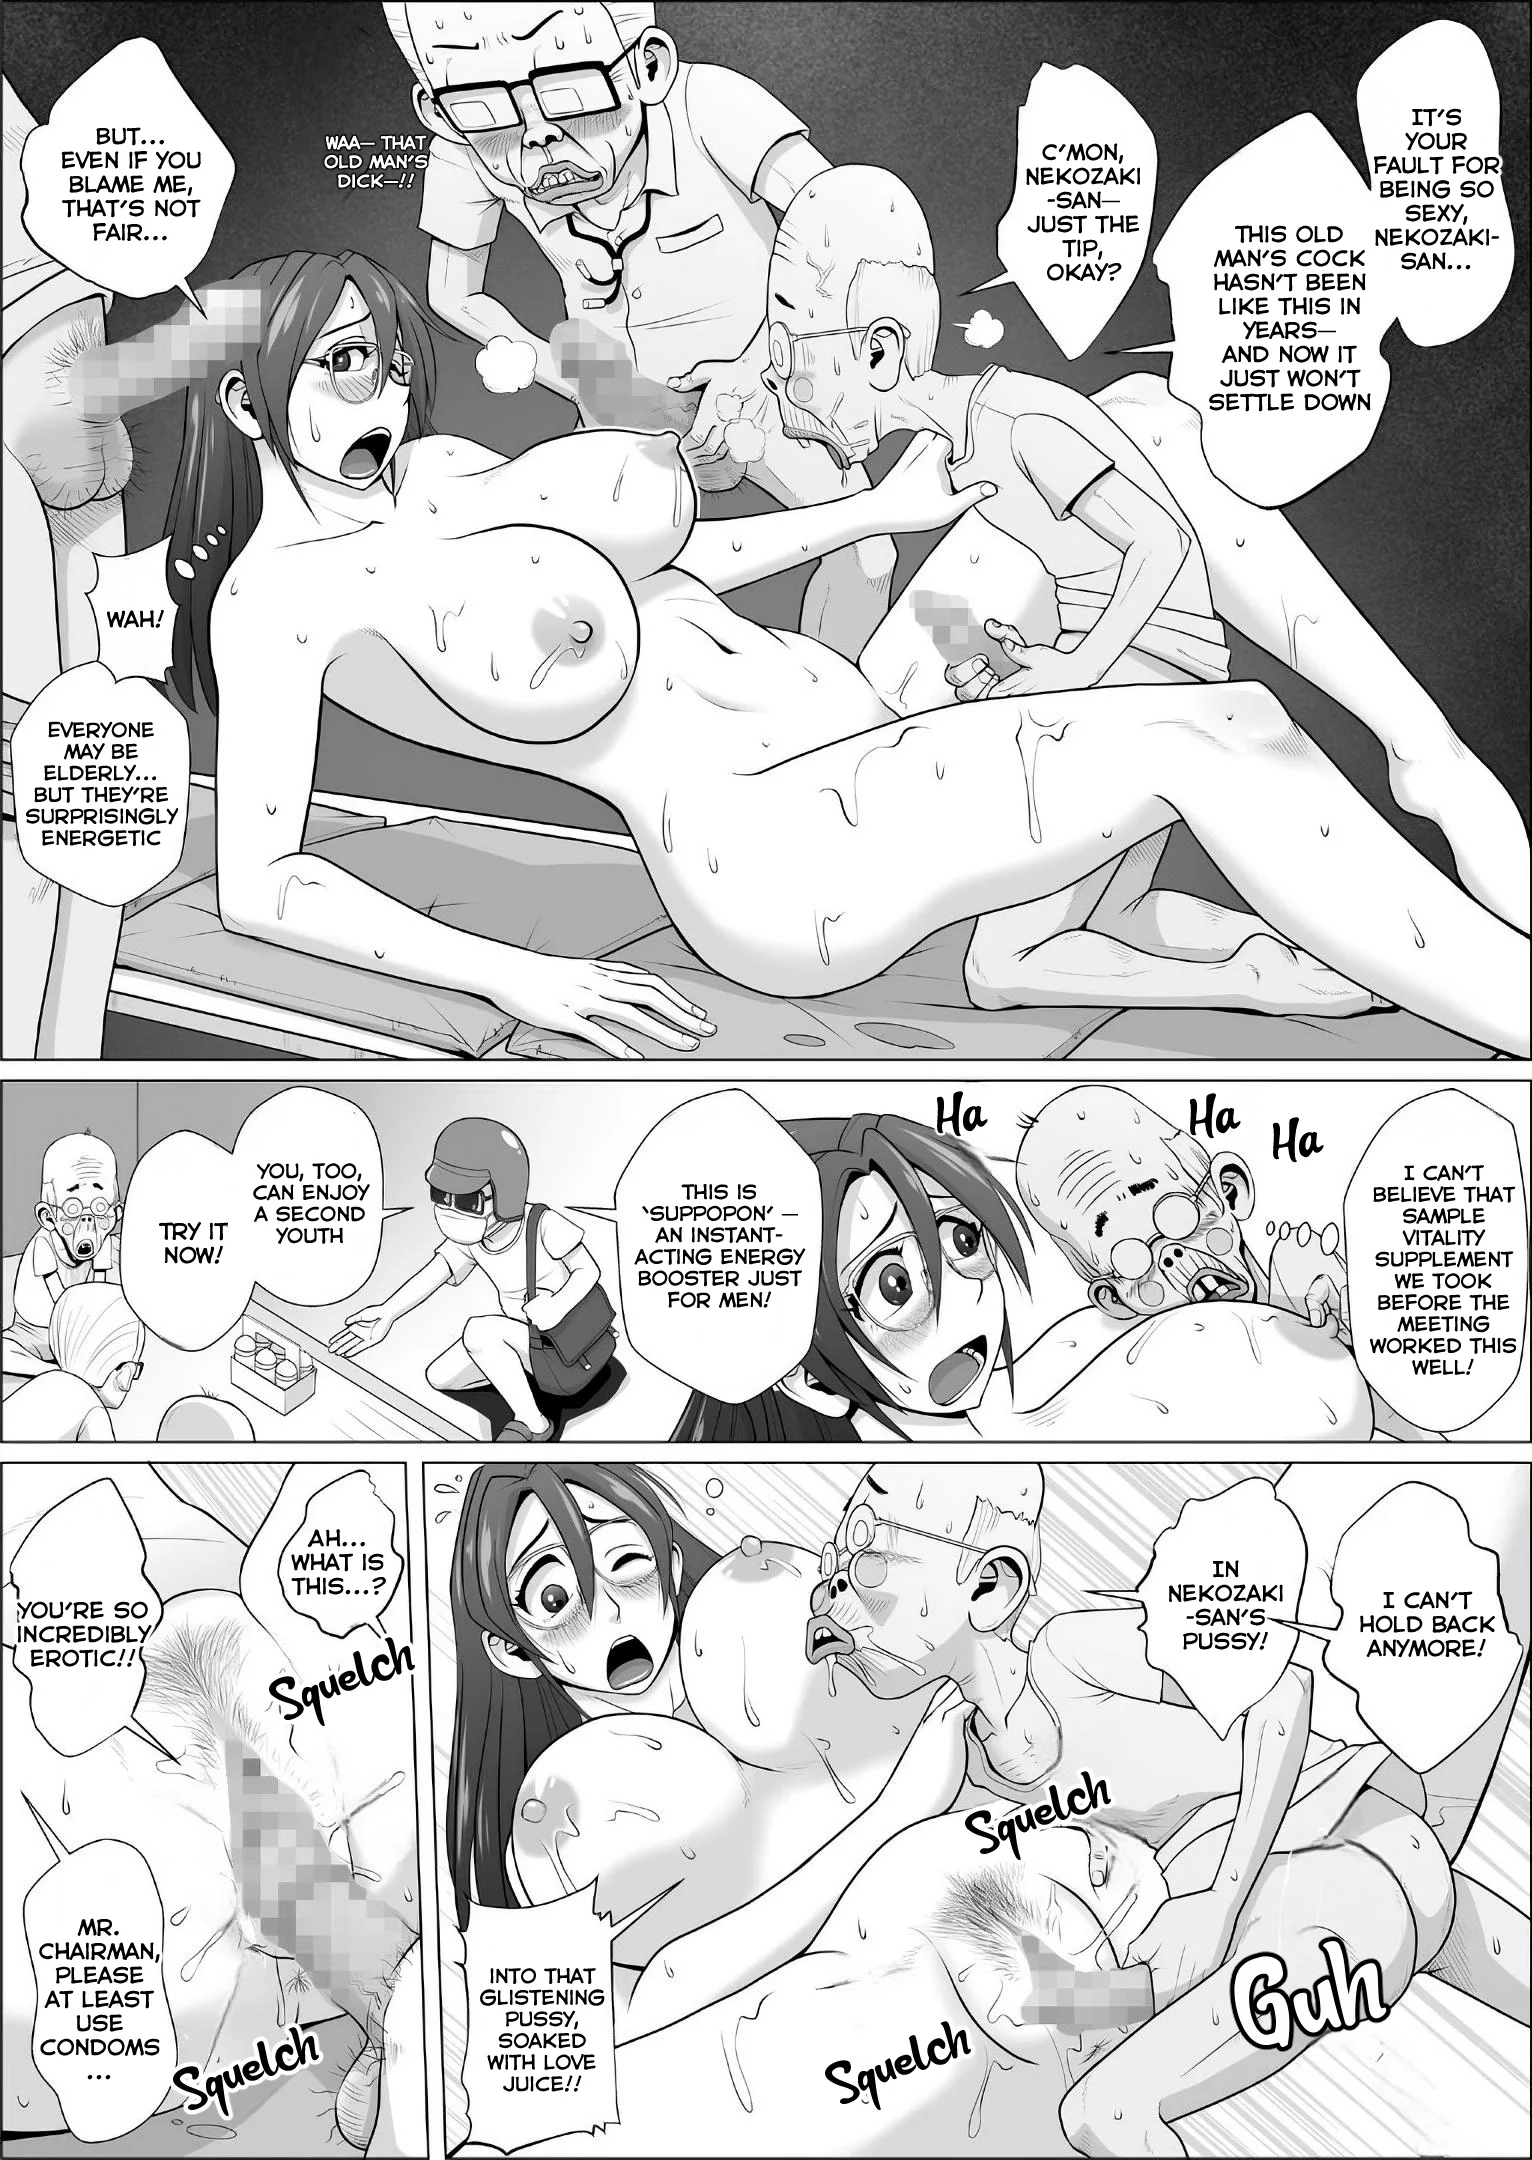 IT'S
YOUR
FAULT FOR
BEING SO
SEXY,
NEKOZAKI-
SAN...
THIS OLD
MAN'S COCK
HASN'T BEEN
LIKE THIS IN
YEARS—
AND NOW IT
JUST WON'T
SETTLE DOWN
C'MON,
NEKOZAKI
-SAN—
JUST THE
TIP,
OKAY?
WAA— THAT
OLD MAN'S
DICK—!!
BUT...
EVEN IF YOU
BLAME ME,
THAT'S NOT
FAIR...
WAH!
EVERYONE
MAY BE
ELDERLY...
BUT THEY'RE
SURPRISINGLY
ENERGETIC
I CAN'T
BELIEVE THAT
SAMPLE
VITALITY
SUPPLEMENT
WE TOOK
BEFORE THE
MEETING
WORKED THIS
WELL!
Ha
Ha
Ha
THIS IS
'SUPPOPON' —
AN INSTANT-
ACTING ENERGY
BOOSTER JUST
FOR MEN!
YOU, TOO,
CAN ENJOY
A SECOND
YOUTH
TRY IT
NOW!
I CAN'T
HOLD BACK
ANYMORE!
IN
NEKOZAKI
-SAN'S
PUSSY!
INTO THAT
GLISTENING
PUSSY,
SOAKED
WITH LOVE
JUICE!!
Squelch
Squelch
Guh
AH...
WHAT IS
THIS...?
YOU'RE SO
INCREDIBLY
EROTIC!!
Squelch
MR.
CHAIRMAN,
PLEASE
AT LEAST
USE
CONDOMS
...
Squelch